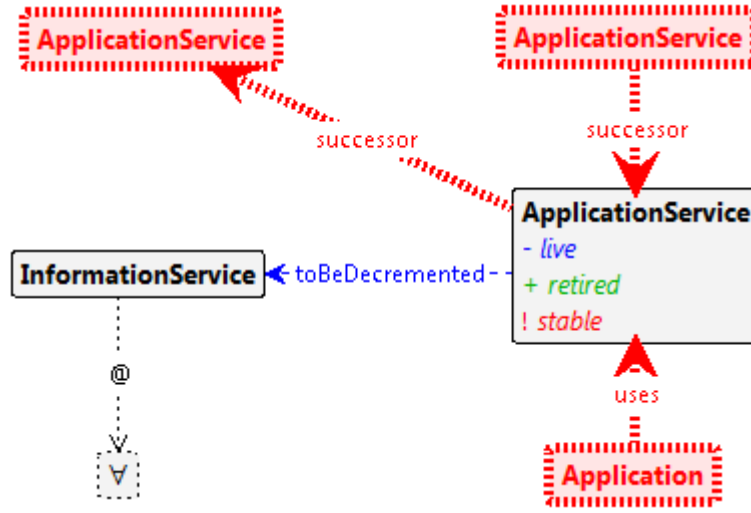 ApplicationService
ApplicationService
successor
successor
ApplicationService
- live
+ retired
! stable
InformationService
toBeDecremented
@
uses
∀
Application